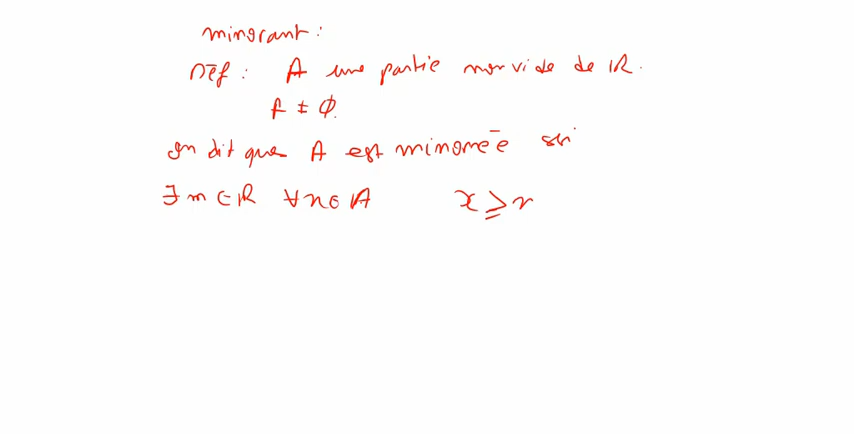 minorant :
Déf : A une partie non vide de ℝ.
A ≠ ∅.
on dit que A est minorée ssi
∃ m ∈ ℝ ∀x ∈ A x ≥ m